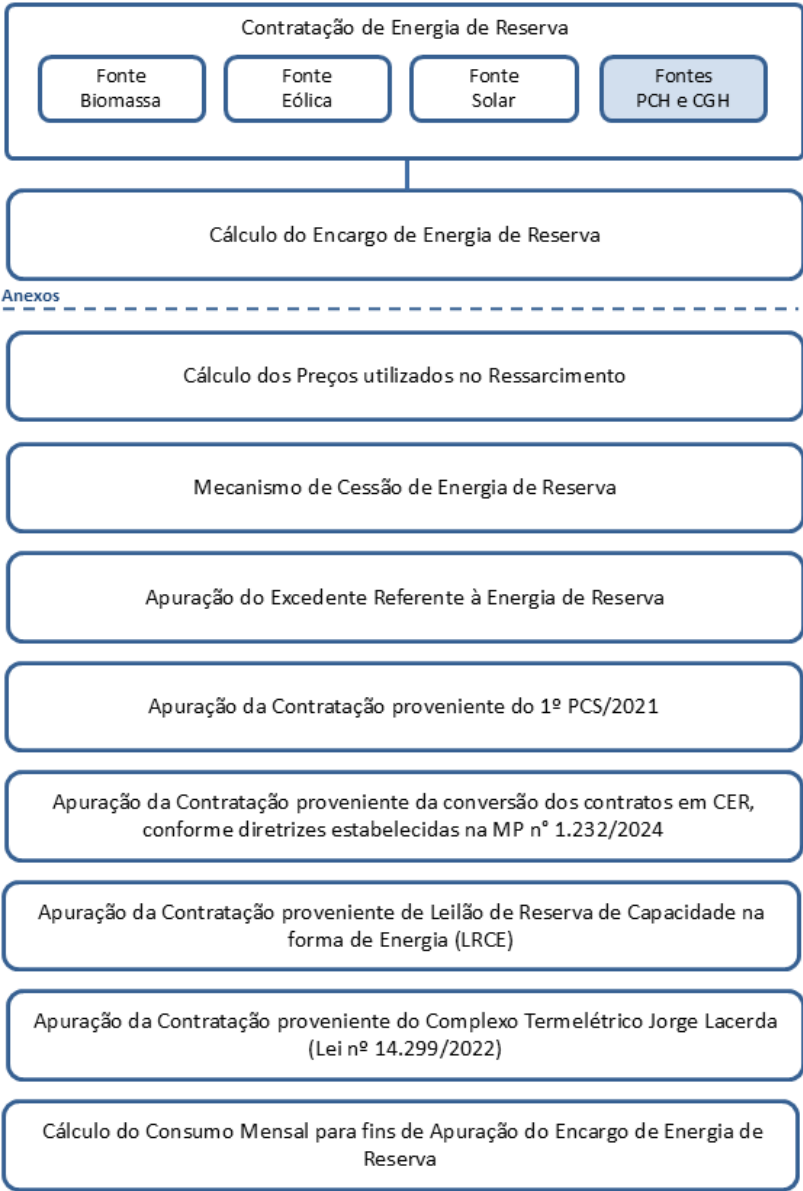 Contratação de Energia de Reserva
Fonte
Biomassa
Fonte
Eólica
Fonte
Solar
Fontes
PCH e CGH
Cálculo do Encargo de Energia de Reserva
Anexos
Cálculo dos Preços utilizados no Ressarcimento
Mecanismo de Cessão de Energia de Reserva
Apuração do Excedente Referente à Energia de Reserva
Apuração da Contratação proveniente do 1º PCS/2021
Apuração da Contratação proveniente da conversão dos contratos em CER,
conforme diretrizes estabelecidas na MP n° 1.232/2024
Apuração da Contratação proveniente de Leilão de Reserva de Capacidade na
forma de Energia (LRCE)
Apuração da Contratação proveniente do Complexo Termelétrico Jorge Lacerda
(Lei nº 14.299/2022)
Cálculo do Consumo Mensal para fins de Apuração do Encargo de Energia de
Reserva